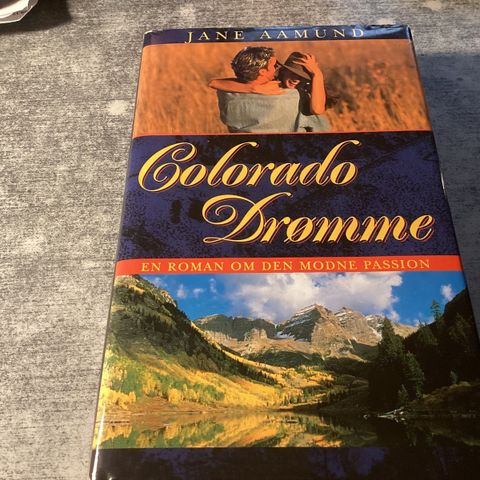 JANE AAMUND
Colorado
Drømme
EN ROMAN OM DEN MODNE PASSION